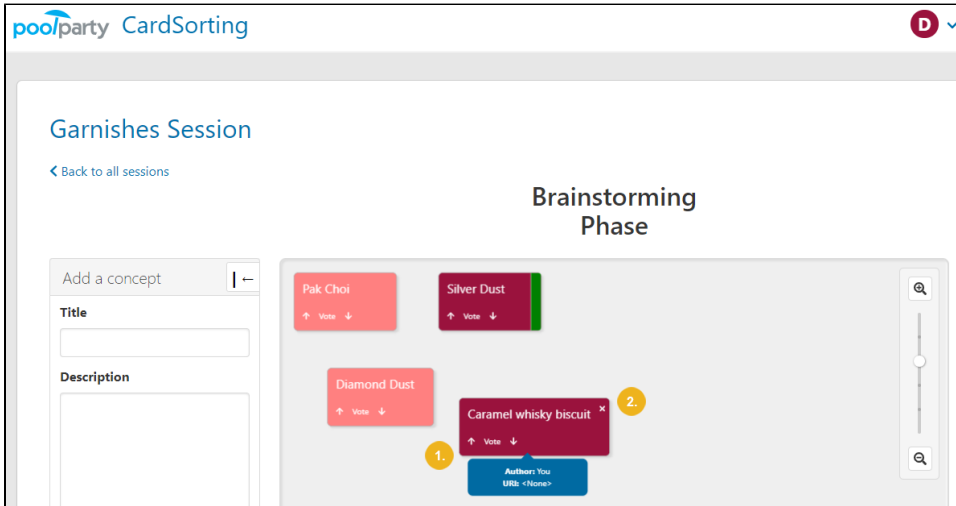 poolparty CardSorting
D
Garnishes Session
Back to all sessions
Brainstorming
Phase
Add a concept
Title
Description
Pak Choi
Vote
Silver Dust
Vote
Diamond Dust
Vote
Caramel whisky biscuit
Vote
1.
2.
Author: You
URI: <None>